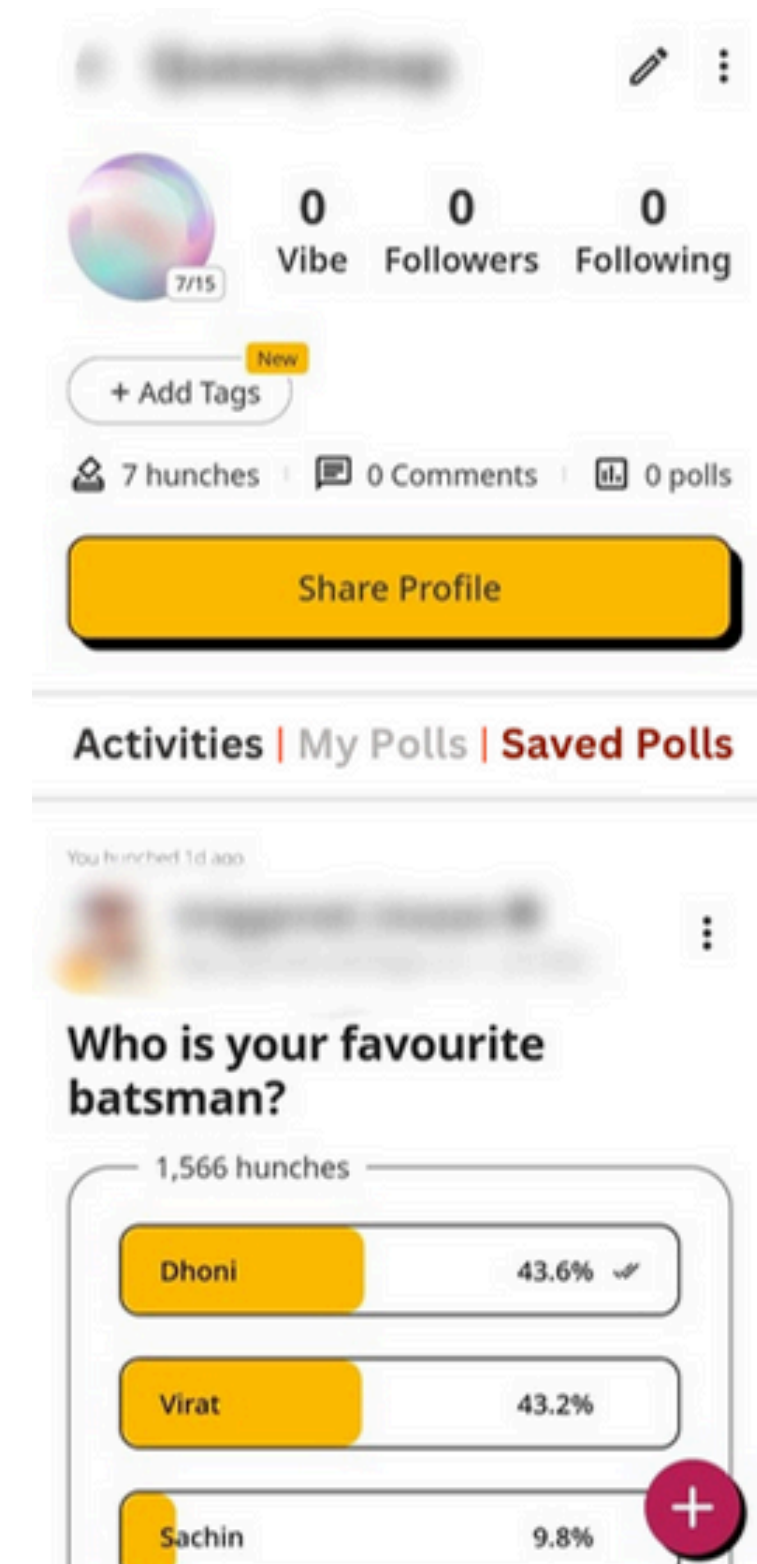 0 0 0
Vibe Followers Following
7/15
New
+ Add Tags
7 hunches 0 Comments 0 polls
Share Profile
Activities | My Polls | Saved Polls
You hunched 1d ago
Who is your favourite
batsman?
1,566 hunches
Dhoni 43.6%
Virat 43.2%
Sachin 9.8%